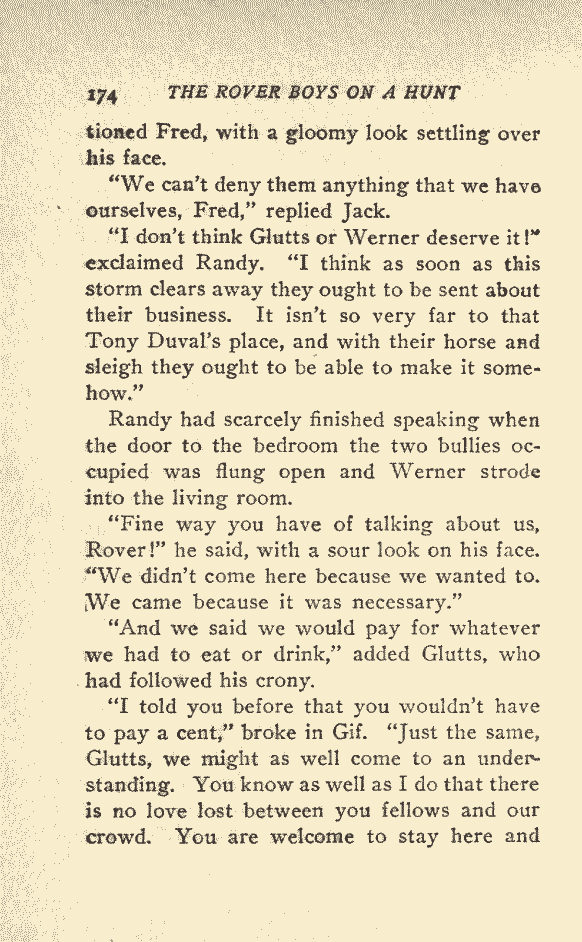 174 THE ROVER BOYS ON A HUNT
tioned Fred, with a gloomy look settling over
his face.
“We can’t deny them anything that we have
ourselves, Fred,” replied Jack.
“I don’t think Glutts or Werner deserve it!”
exclaimed Randy. “I think as soon as this
storm clears away they ought to be sent about
their business. It isn’t so very far to that
Tony Duval’s place, and with their horse and
sleigh they ought to be able to make it some-
how.”
Randy had scarcely finished speaking when
the door to the bedroom the two bullies oc-
cupied was flung open and Werner strode
into the living room.
“Fine way you have of talking about us,
Rover!” he said, with a sour look on his face.
“We didn’t come here because we wanted to.
We came because it was necessary.”
“And we said we would pay for whatever
we had to eat or drink,” added Glutts, who
had followed his crony.
“I told you before that you wouldn’t have
to pay a cent,” broke in Gif. “Just the same,
Glutts, we might as well come to an under-
standing. You know as well as I do that there
is no love lost between you fellows and our
crowd. You are welcome to stay here and